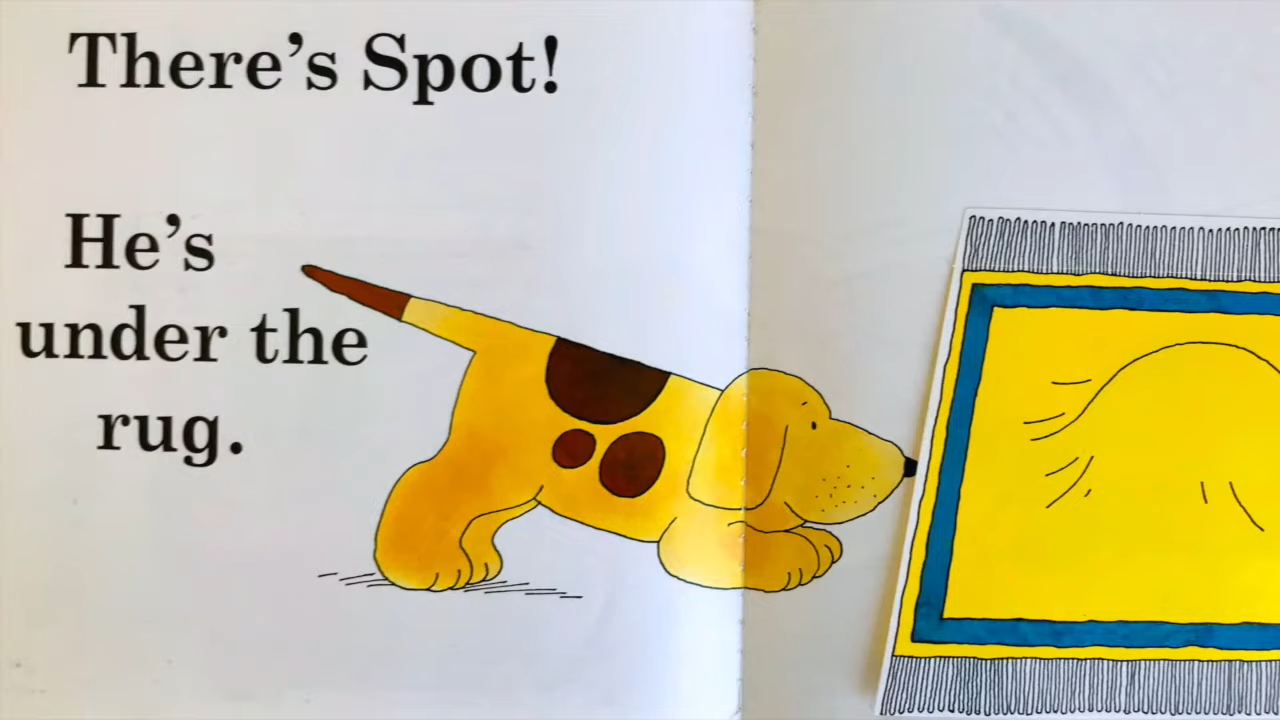 There’s Spot!
He’s
under the
rug.